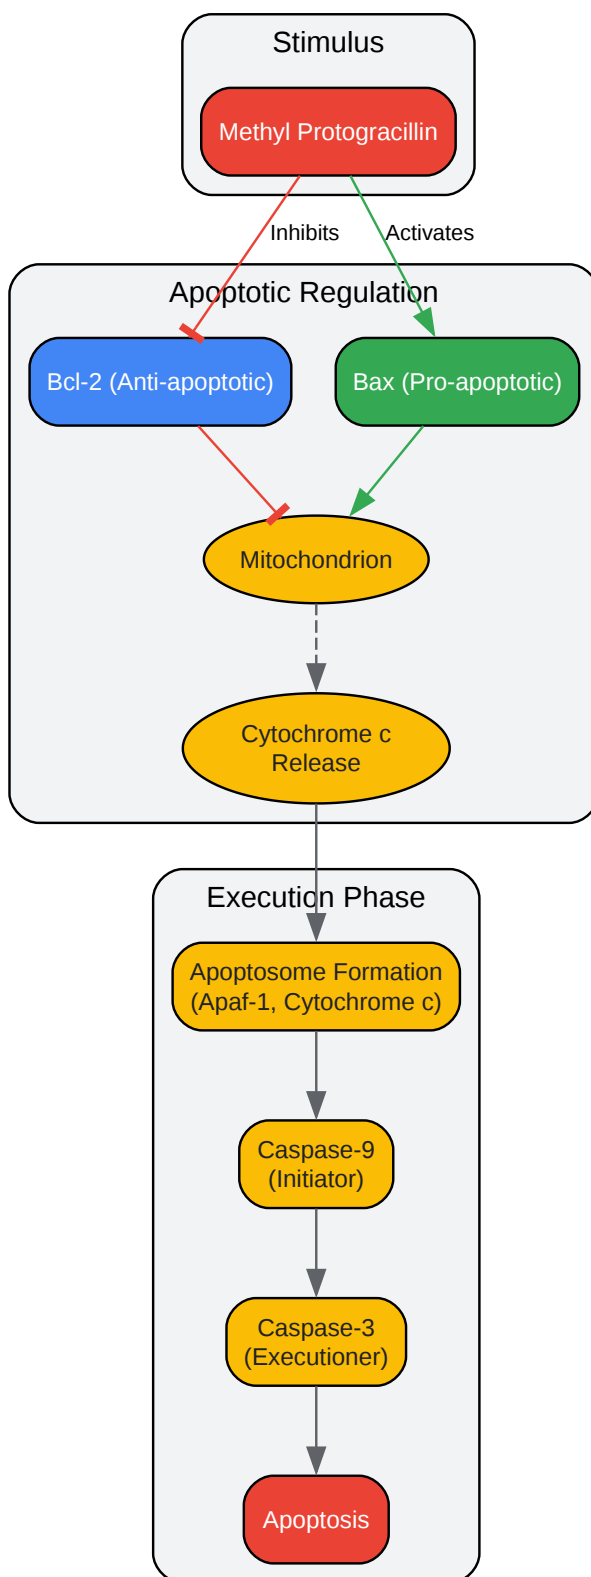 Stimulus
Methyl Protogracillin
Inhibits
Activates
Apoptotic Regulation
Bcl-2 (Anti-apoptotic)
Bax (Pro-apoptotic)
Mitochondrion
Cytochrome c
Release
Execution Phase
Apoptosome Formation
(Apaf-1, Cytochrome c)
Caspase-9
(Initiator)
Caspase-3
(Executioner)
Apoptosis